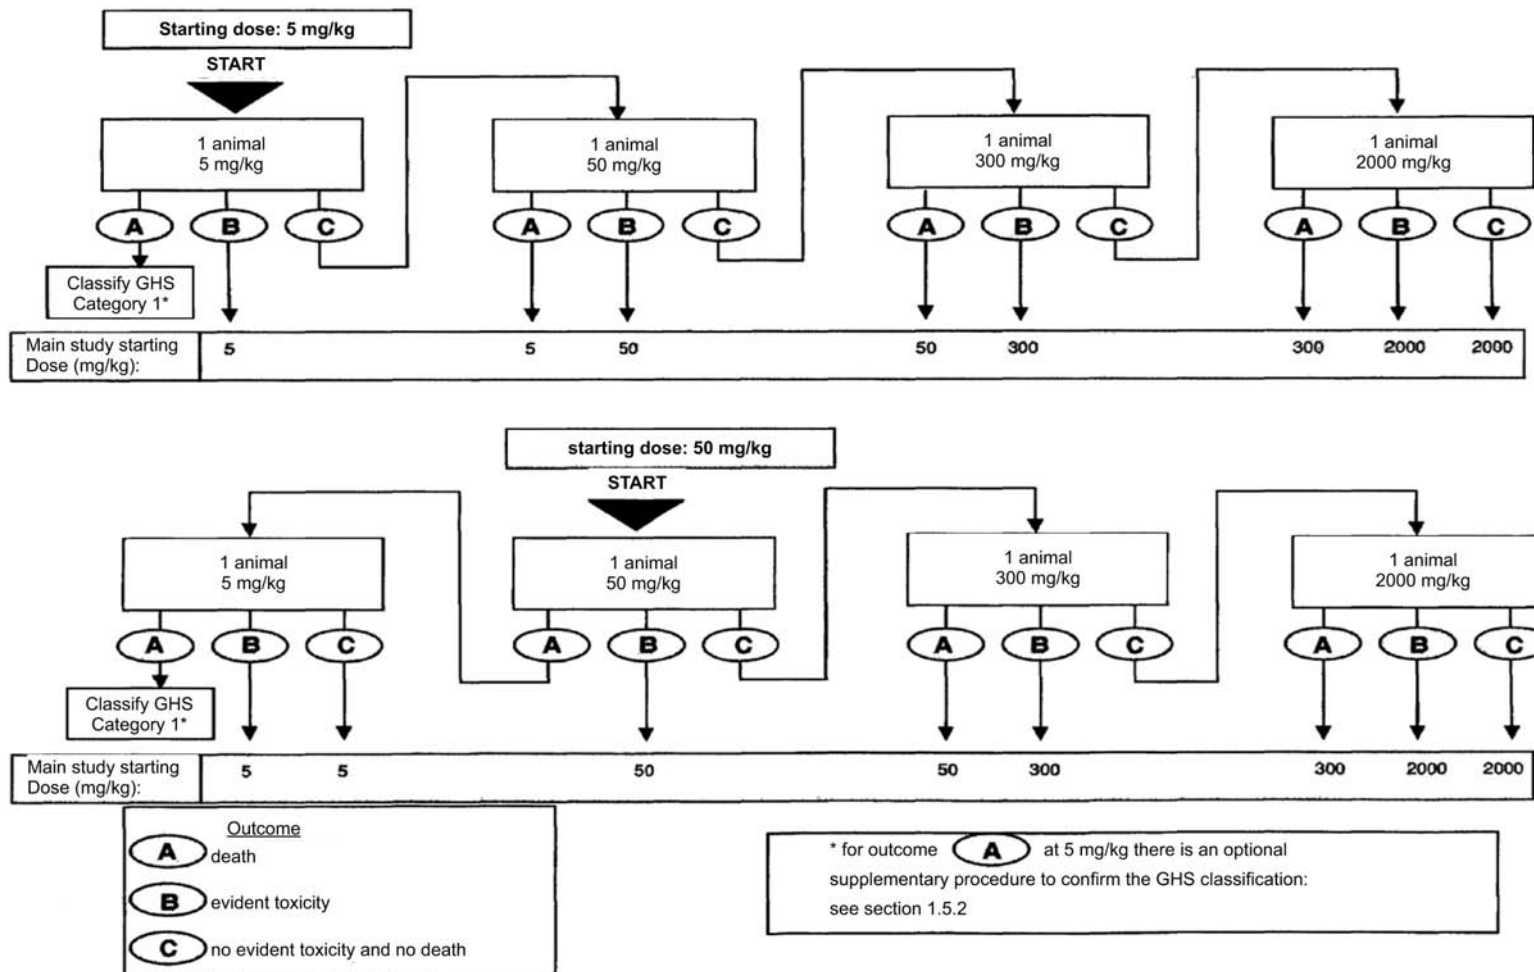 Starting dose: 5 mg/kg
START
1 animal
5 mg/kg
1 animal
50 mg/kg
1 animal
300 mg/kg
1 animal
2000 mg/kg
A B C A B C A B C A B C
Classify GHS
Category 1*
Main study starting
Dose (mg/kg):
5 5 50 50 300 300 2000 2000
starting dose: 50 mg/kg
START
1 animal
5 mg/kg
1 animal
50 mg/kg
1 animal
300 mg/kg
1 animal
2000 mg/kg
A B C A B C A B C A B C
Classify GHS
Category 1*
Main study starting
Dose (mg/kg):
5 5 50 50 300 300 2000 2000
Outcome
A death
B evident toxicity
C no evident toxicity and no death
* for outcome A at 5 mg/kg there is an optional
supplementary procedure to confirm the GHS classification:
see section 1.5.2